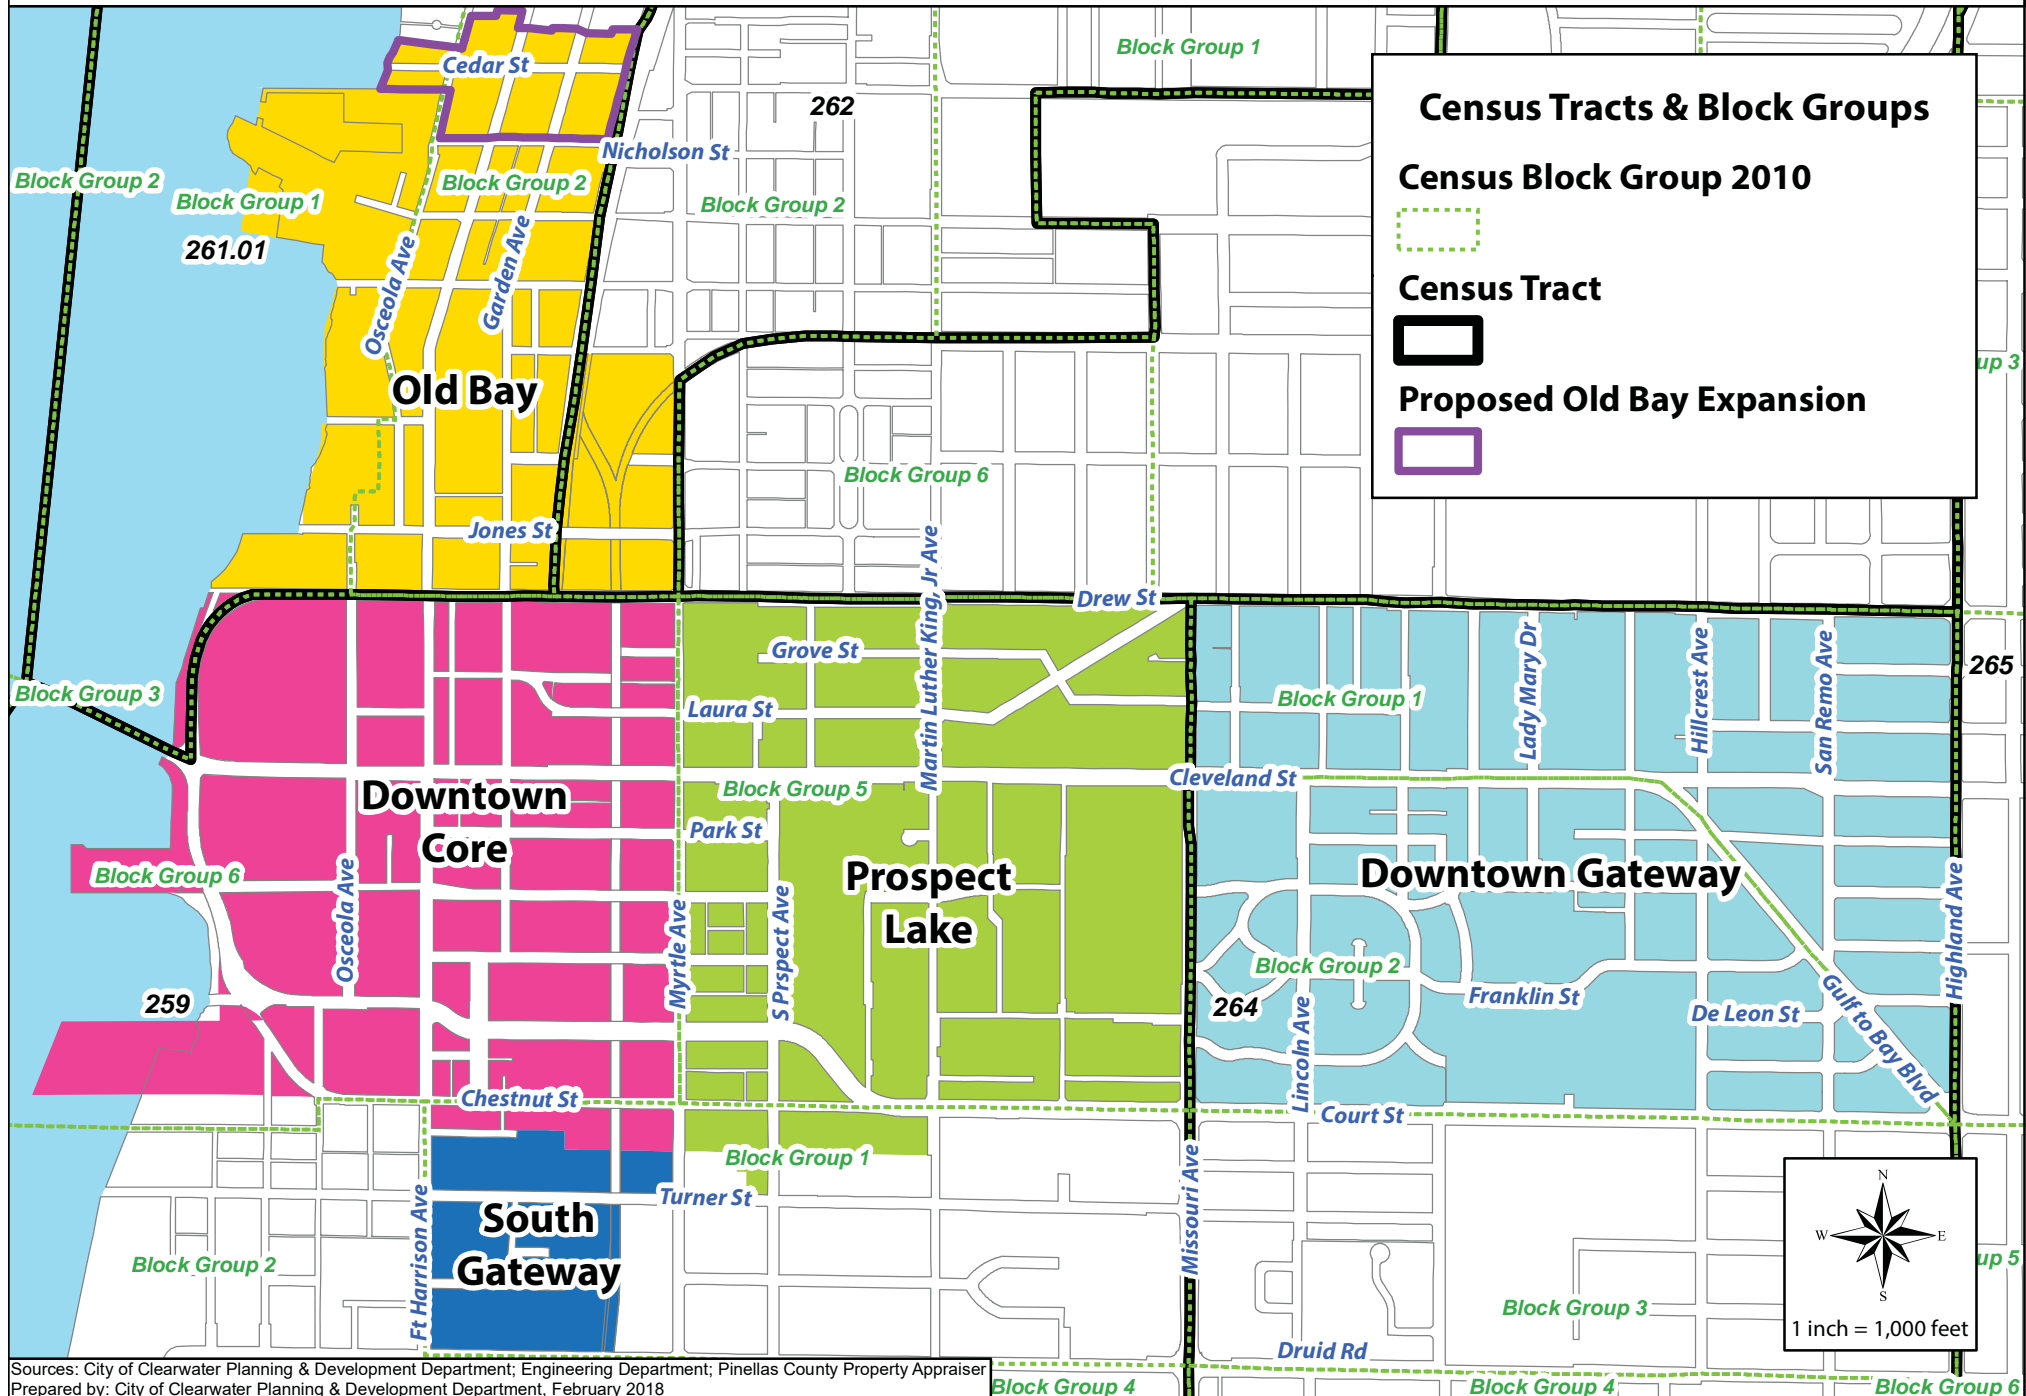 Block Group 1
Cedar St
262
Nicholson St
Block Group 2
Block Group 1
Block Group 2
Block Group 2
261.01
Osceola Ave
Garden Ave
Old Bay
Block Group 6
Jones St
Martin Luther King, Jr Ave
Drew St
Census Tracts & Block Groups
Census Block Group 2010
Census Tract
Proposed Old Bay Expansion
up 3
265
Block Group 3
Grove St
Laura St
Block Group 1
Lady Mary Dr
Hillcrest Ave
San Remo Ave
Cleveland St
Downtown
Core
Block Group 5
Park St
Block Group 6
Osceola Ave
Myrtle Ave
S Prspect Ave
Prospect
Lake
Downtown Gateway
Block Group 2
264
Lincoln Ave
Franklin St
De Leon St
Gulf to Bay Blvd
Highland Ave
259
Chestnut St
Court St
Block Group 1
Turner St
Missouri Ave
Ft Harrison Ave
South
Gateway
Block Group 2
Block Group 3
Druid Rd
up 5
N
W
E
S
1 inch = 1,000 feet
Sources: City of Clearwater Planning & Development Department; Engineering Department; Pinellas County Property Appraiser
Prepared by: City of Clearwater Planning & Development Department, February 2018
Block Group 4
Block Group 4
Block Group 6